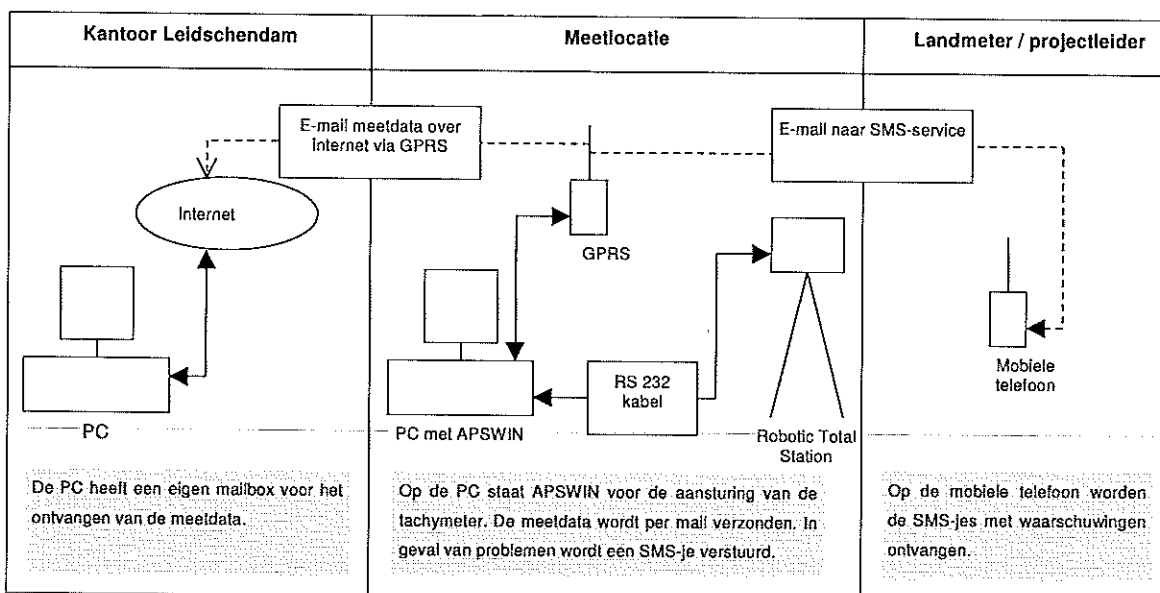 Kantoor Leidschendam
Meetlocatie
Landmeter / projectleider
E-mail meetdata over
Internet via GPRS
E-mail naar SMS-service
Internet
GPRS
RS 232
kabel
Mobiele
telefoon
PC
PC met APSWIN
Robotic Total
Station
De PC heeft een eigen mailbox voor het
ontvangen van de meetdata.
Op de PC staat APSWIN voor de aansturing van de
tachymeter. De meetdata wordt per mail verzonden. In
geval van problemen wordt een SMS-je verstuurd.
Op de mobiele telefoon worden
de SMS-jes met waarschuwingen
ontvangen.